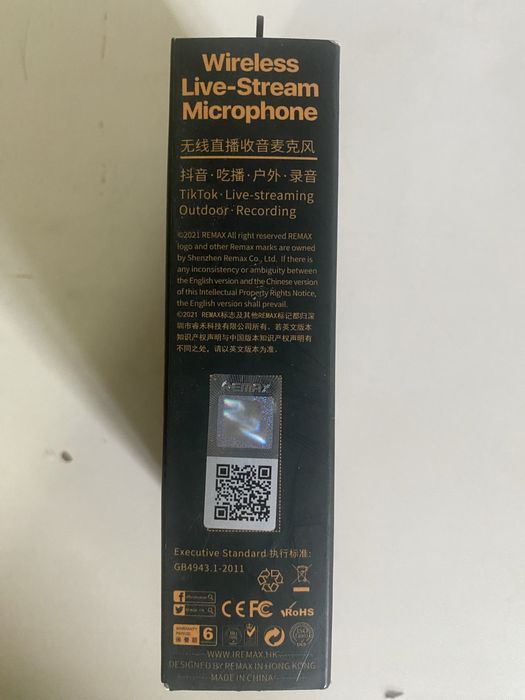 Wireless
Live-Stream
Microphone
无线直播收音麦克风
抖音·吃播·户外·录音
TikTok·Live-streaming
Outdoor·Recording
©2021 REMAX All right reserved REMAX
logo and other Remax marks are owned
by Shenzhen Remax Co., Ltd. If there is
any inconsistency or ambiguity between
the English version and the Chinese version
of this Intellectual Property Rights Notice,
the English version shall prevail.
©2021 REMAX标志及其他REMAX标记都归深
圳市睿禾科技有限公司所有。若英文版本
知识产权声明与中国版本知识产权声明有
不同之处，请以英文版本为准。
REMAX
Executive Standard 执行标准:
GB4943.1-2011
CE FC RoHS
WARRANTY
PERIOD
保養期
6
WWW.IREMAX.HK
DESIGNED BY REMAX IN HONG KONG
MADE IN CHINA